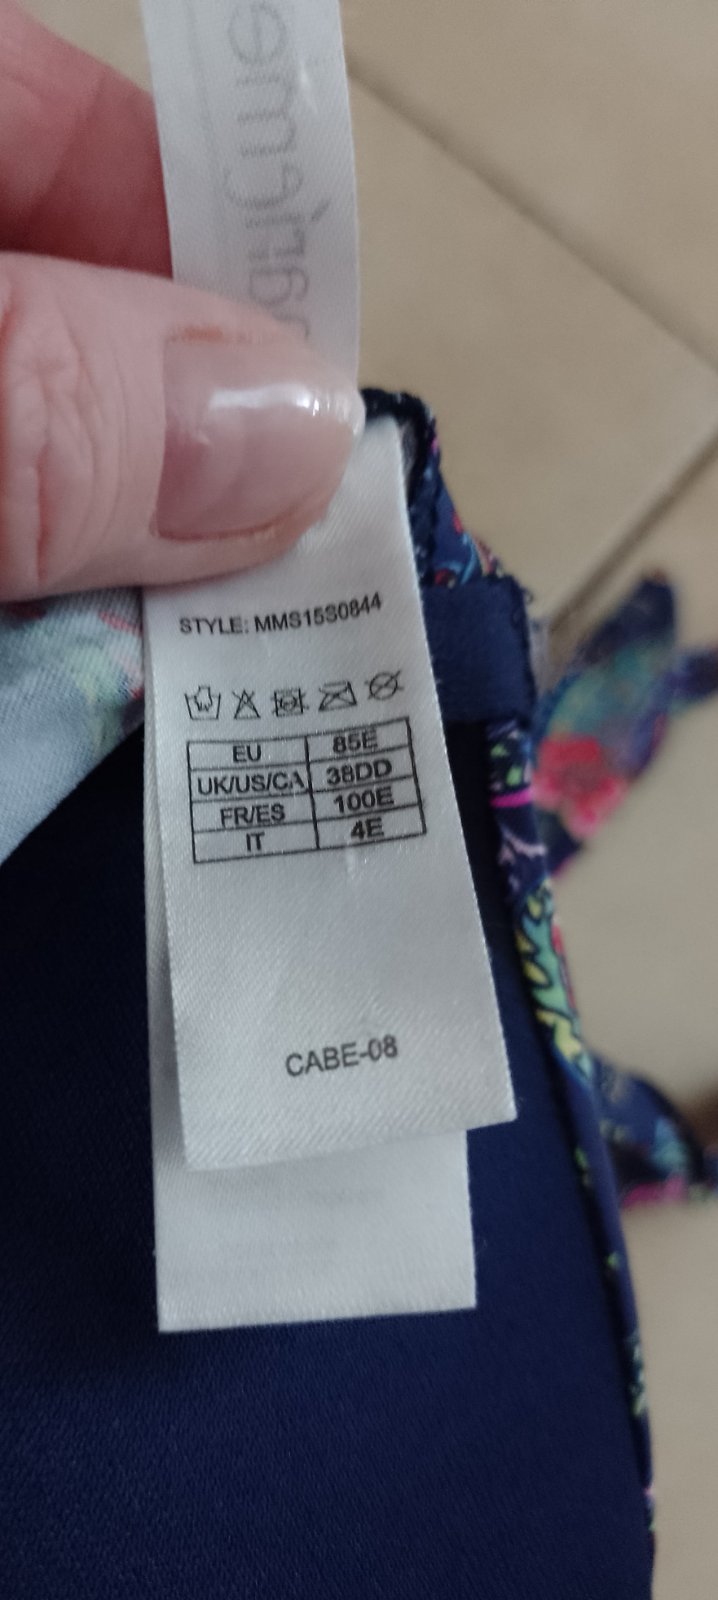 STYLE: MMS15S0844
EU 85E
UK/US/CA 38DD
FR/ES 100E
IT 4E
CABE-08